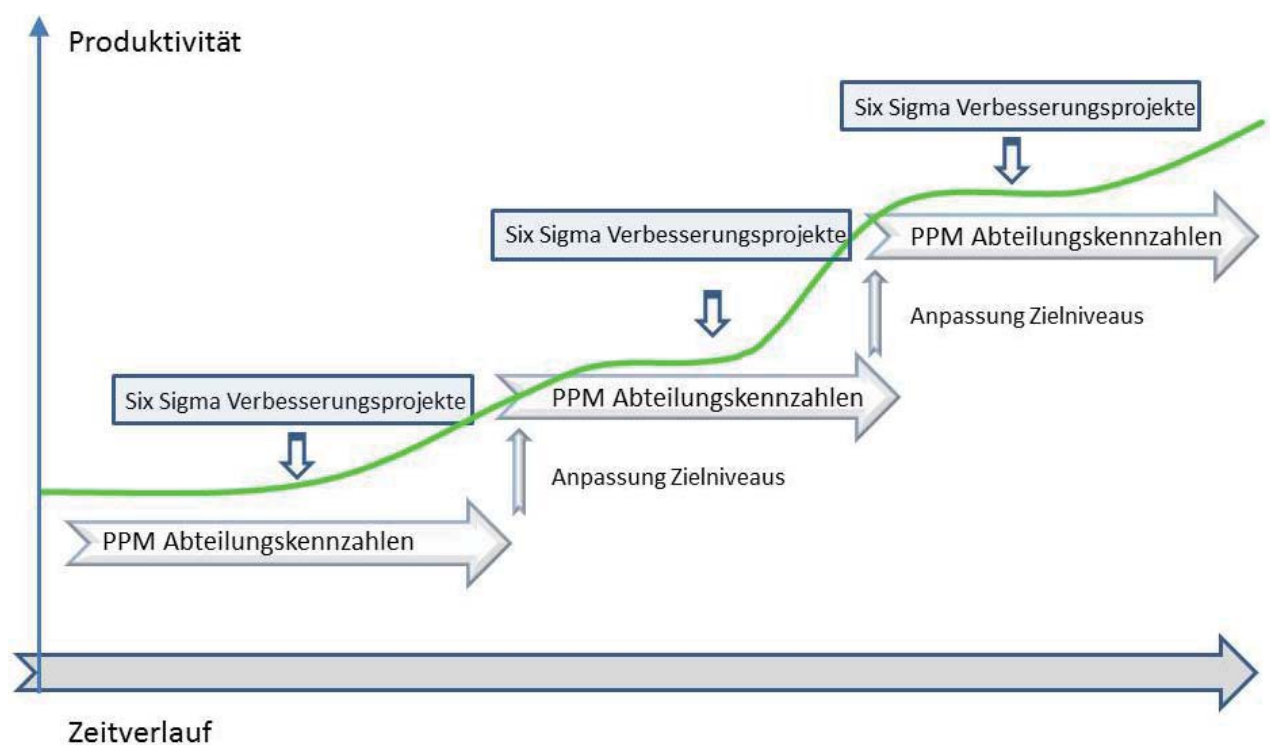 Produktivität
Six Sigma Verbesserungsprojekte
Six Sigma Verbesserungsprojekte
PPM Abteilungskennzahlen
Anpassung Zielniveaus
Six Sigma Verbesserungsprojekte
PPM Abteilungskennzahlen
Anpassung Zielniveaus
PPM Abteilungskennzahlen
Zeitverlauf